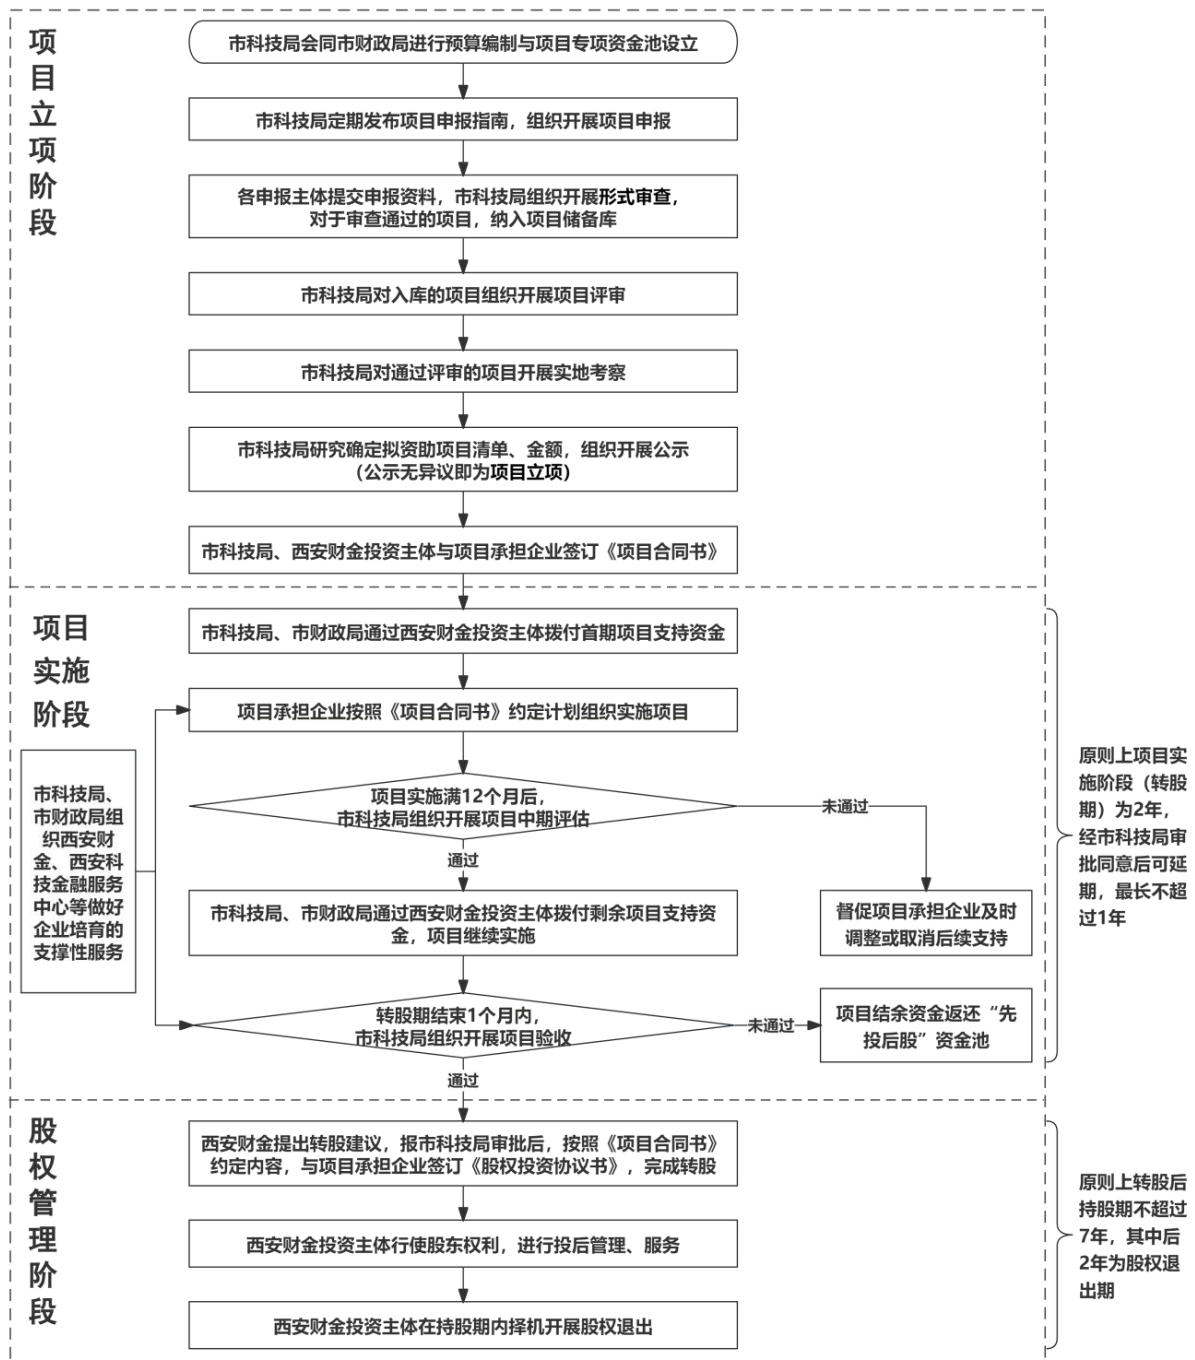 项目立项阶段
市科技局会同市财政局进行预算编制与项目专项资金池设立
市科技局定期发布项目申报指南，组织开展项目申报
各申报主体提交申报资料，市科技局组织开展形式审查，
对于审查通过的项目，纳入项目储备库
市科技局对入库的项目组织开展项目评审
市科技局对通过评审的项目开展实地考察
市科技局研究确定拟资助项目清单、金额，组织开展公示
（公示无异议即为项目立项）
市科技局、西安财金投资主体与项目承担企业签订《项目合同书》
项目
实施
阶段
市科技局、市财政局通过西安财金投资主体拨付首期项目支持资金
项目承担企业按照《项目合同书》约定计划组织实施项目
市科技局、
市财政局组
织西安财
金、西安科
技金融服务
中心等做好
企业培育的
支撑性服务
项目实施满12个月后，
市科技局组织开展项目中期评估
未通过
通过
市科技局、市财政局通过西安财金投资主体拨付剩余项目支持资
金，项目继续实施
督促项目承担企业及时
调整或取消后续支持
转股期结束1个月内，
市科技局组织开展项目验收
未通过
项目结余资金返还“先
投后股”资金池
通过
原则上项目实
施阶段（转股
期）为2年，
经市科技局审
批同意后可延
期，最长不超
过1年
股权管理阶段
西安财金提出转股建议，报市科技局审批后，按照《项目合同书》
约定内容，与项目承担企业签订《股权投资协议书》，完成转股
西安财金投资主体行使股东权利，进行投后管理、服务
西安财金投资主体在持股期内择机开展股权退出
原则上转股后
持股期不超过
7年，其中后
2年为股权退
出期